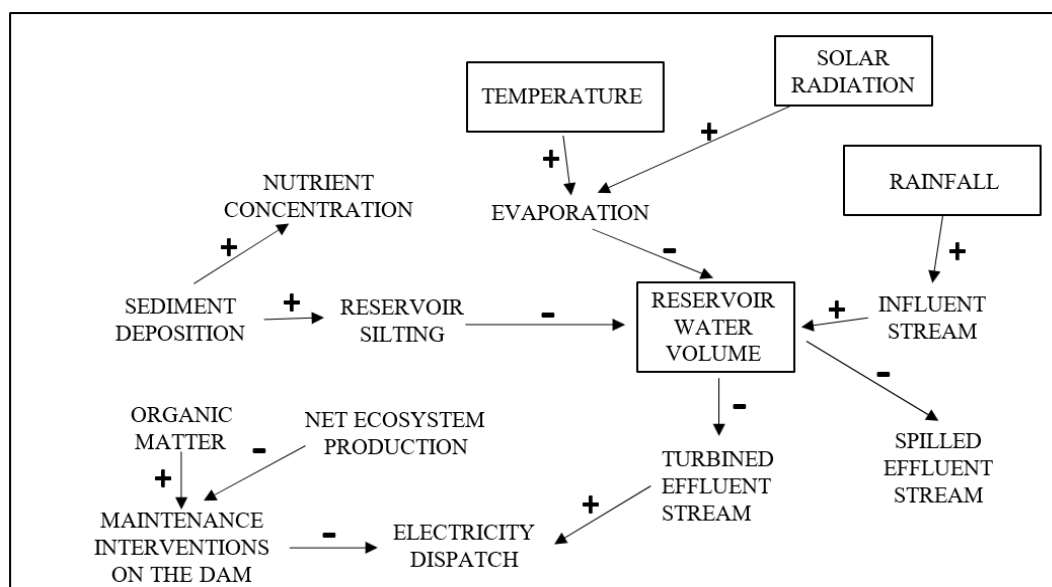 SOLAR
RADIATION
TEMPERATURE
+
+
NUTRIENT
CONCENTRATION
RAINFALL
EVAPORATION
+
-
+
SEDIMENT
DEPOSITION
+
RESERVOIR
SILTING
-
RESERVOIR
WATER
VOLUME
+
INFLUENT
STREAM
-
-
ORGANIC
MATTER
-
NET ECOSYSTEM
PRODUCTION
+
TURBINED
EFFLUENT
STREAM
SPILLED
EFFLUENT
STREAM
+
MAINTENANCE
INTERVENTIONS
ON THE DAM
-
ELECTRICITY
DISPATCH